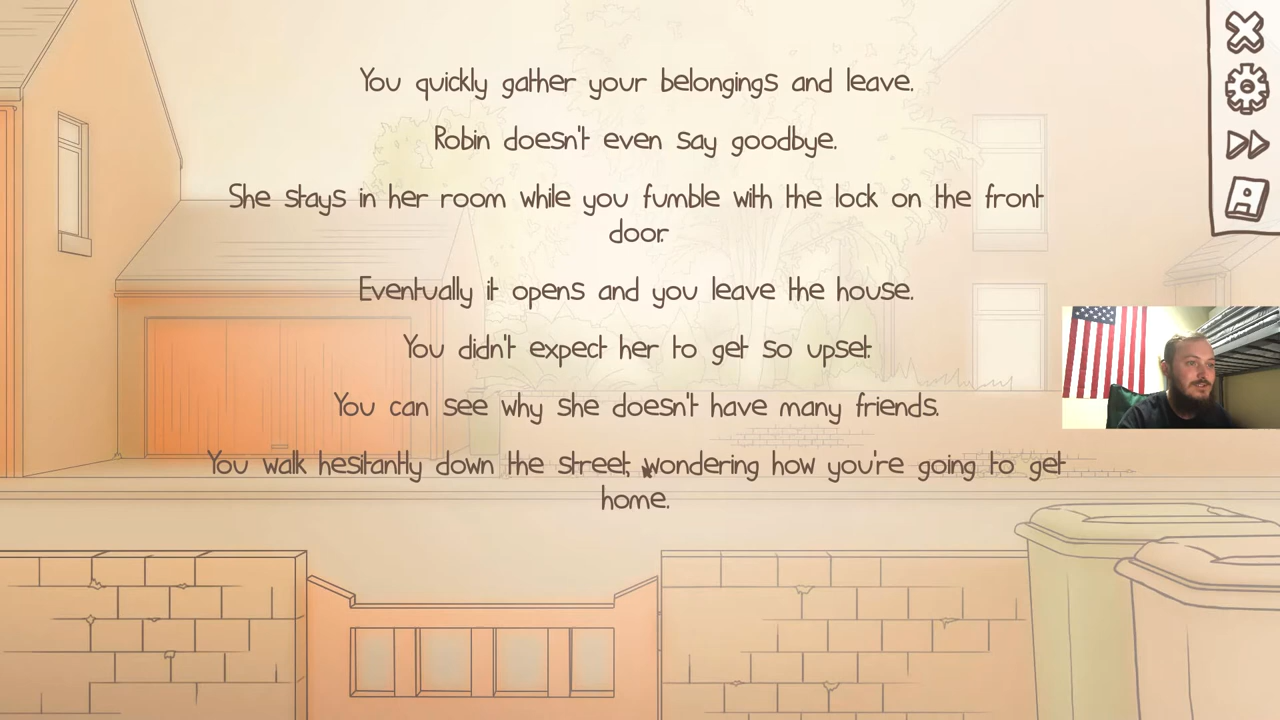 You quickly gather your belongings and leave.
Robin doesn't even say goodbye.
She stays in her room while you fumble with the lock on the front
door.
Eventually it opens and you leave the house.
You didn't expect her to get so upset.
You can see why she doesn't have many friends.
You walk hesitantly down the street, wondering how you're going to get
home.